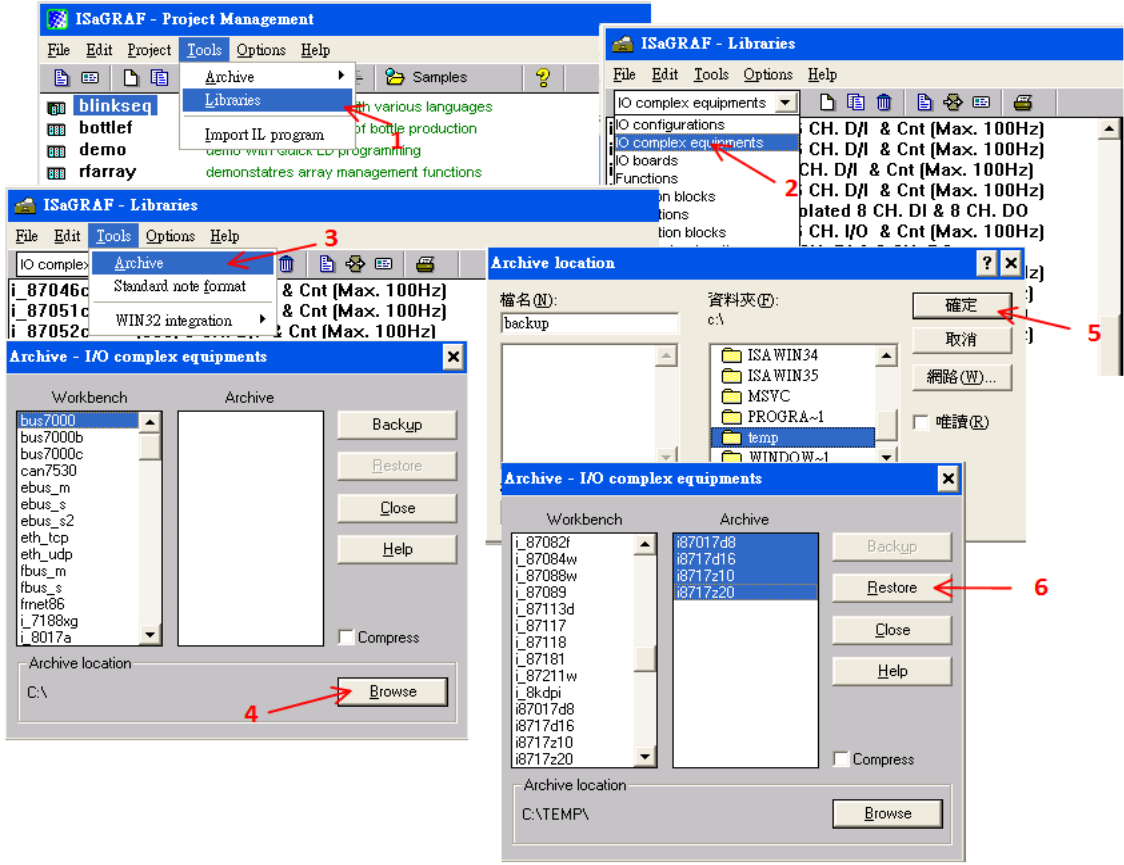 ISaGRAF - Project Management
File Edit Project Tools Options Help
Archive
Samples
Libraries
Import IL program
1
blinkseq
th various languages
bottlef
of bottle production
demo
demo with Quick LD programming
rfarray
demonstatres array management functions
ISaGRAF - Libraries
File Edit Tools Options Help
IO complex equipments
IO configurations
IO complex equipments
IO boards
Functions
n blocks
tions
tion blocks
2
CH. D/I & Cnt (Max. 100Hz)
CH. D/I & Cnt (Max. 100Hz)
CH. D/I & Cnt (Max. 100Hz)
CH. D/I & Cnt (Max. 100Hz)
olated 8 CH. DI & 8 CH. DO
CH. I/O & Cnt (Max. 100Hz)
ISaGRAF - Libraries
File Edit Tools Options Help
3
IO complex
Archive
Standard note format
WIN32 integration
i_87046c
& Cnt (Max. 100Hz)
i_87051c
& Cnt (Max. 100Hz)
i_87052c
& Cnt (Max. 100Hz)
Archive location
檔名(N):
backup
資料夾(F):
c:\
ISAWIN34
ISAWIN35
MSVC
PROGRA~1
temp
WINDOW~1
確定
5
取消
網路(W)...
唯讀(R)
Archive - I/O complex equipments
Workbench
Archive
bus7000
bus7000b
bus7000c
can7530
ebus_m
ebus_s
ebus_s2
eth_tcp
eth_udp
fbus_m
fbus_s
frnet86
i_7188xg
i_8017a
Backup
Restore
Close
Help
Compress
Archive location
C:\
4
Browse
Archive - I/O complex equipments
Workbench
Archive
i_87082f
i_87084w
i_87088w
i_87089
i_87113d
i_87117
i_87118
i_87181
i_87211w
i_8kdpi
i87017d8
i8717d16
i8717z10
i8717z20
i87017d8
i8717d16
i8717z10
i8717z20
Backup
Restore
6
Close
Help
Compress
Archive location
C:\TEMP\
Browse